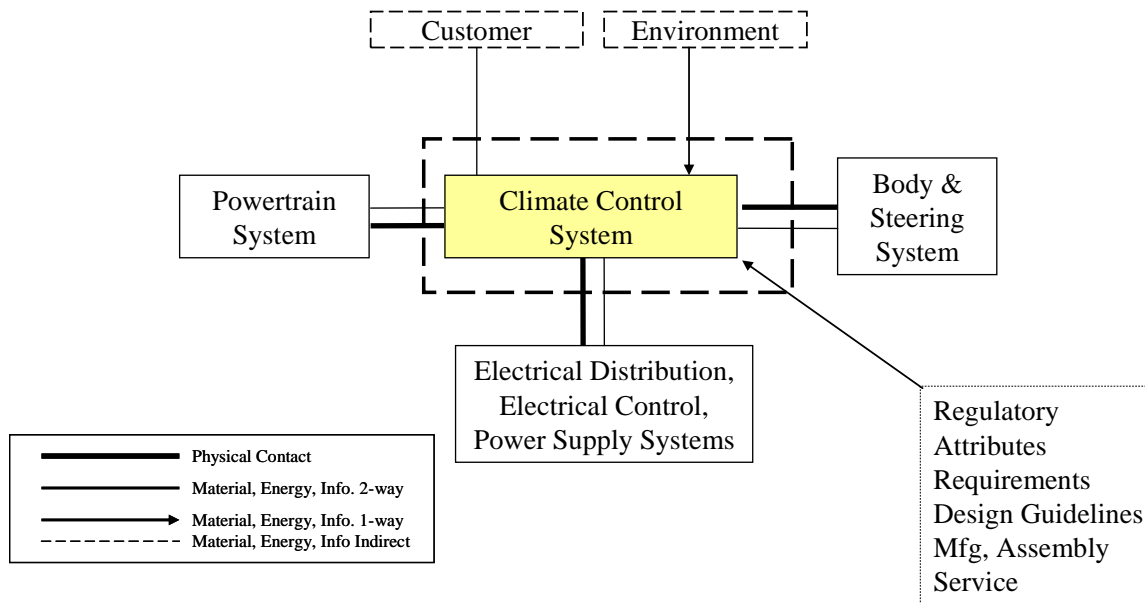 Customer
Environment
Powertrain
System
Climate Control
System
Body &
Steering
System
Electrical Distribution,
Electrical Control,
Power Supply Systems
Regulatory
Attributes
Requirements
Design Guidelines
Mfg, Assembly
Service
Physical Contact
Material, Energy, Info. 2-way
Material, Energy, Info. 1-way
Material, Energy, Info Indirect